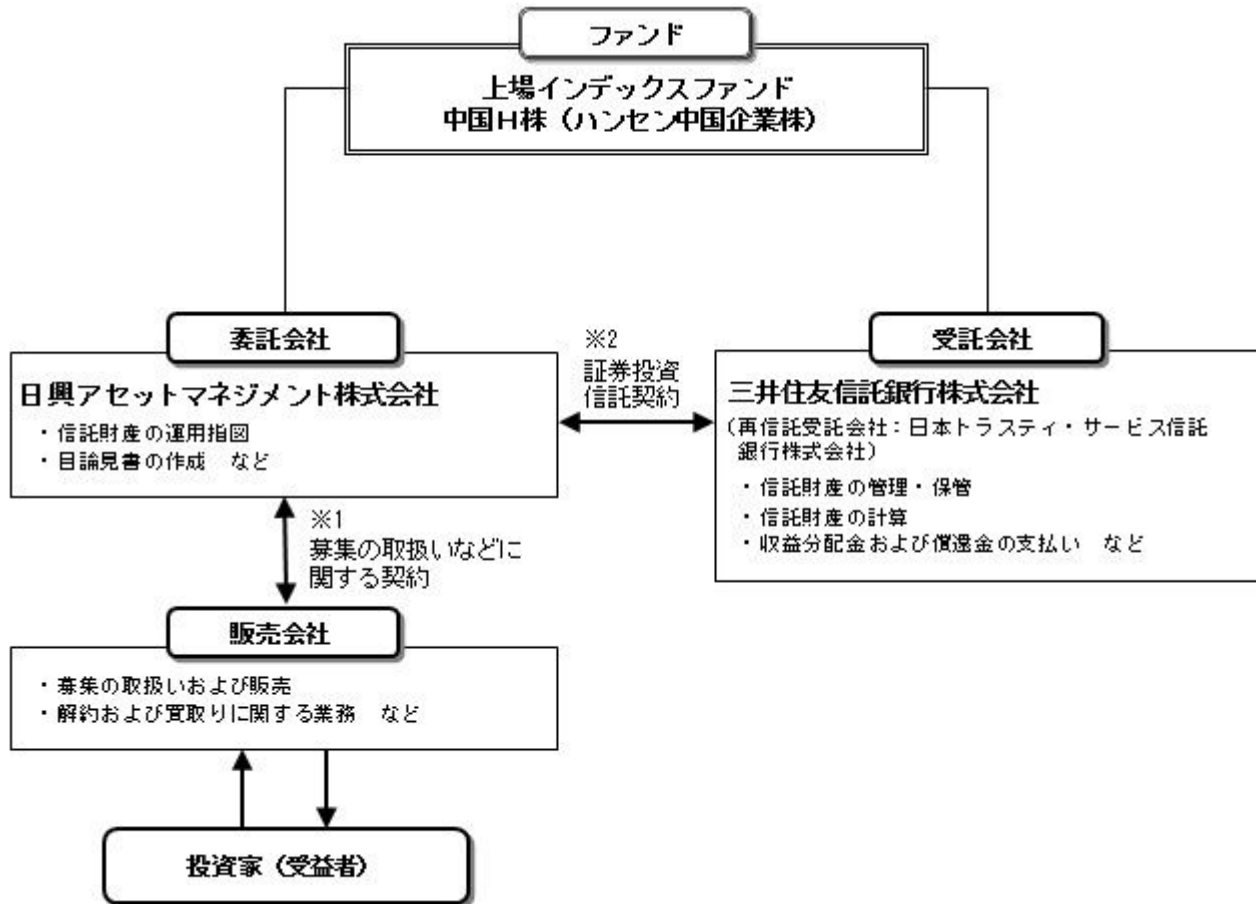 ファンド
上場インデックスファンド
中国H株（ハンセン中国企業株）
委託会社
日興アセットマネジメント株式会社
・信託財産の運用指図
・目論見書の作成　など
※2
証券投資
信託契約
受託会社
三井住友信託銀行株式会社
（再信託受託会社：日本トラスティ・サービス信託
銀行株式会社）
・信託財産の管理・保管
・信託財産の計算
・収益分配金および償還金の支払い　など
※1
募集の取扱いなどに
関する契約
販売会社
・募集の取扱いおよび販売
・解約および買取りに関する業務　など
投資家（受益者）